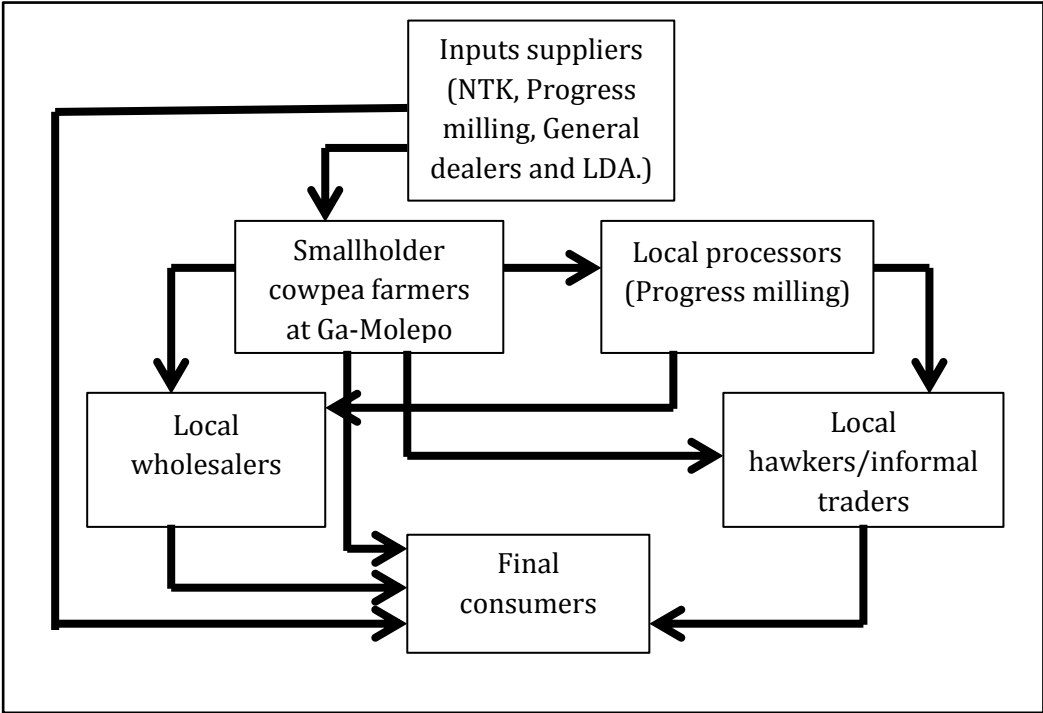 Inputs suppliers
(NTK, Progress
milling, General
dealers and LDA.)
Smallholder
cowpea farmers
at Ga-Molepo
Local processors
(Progress milling)
Local
wholesalers
Local
hawkers/informal
traders
Final
consumers